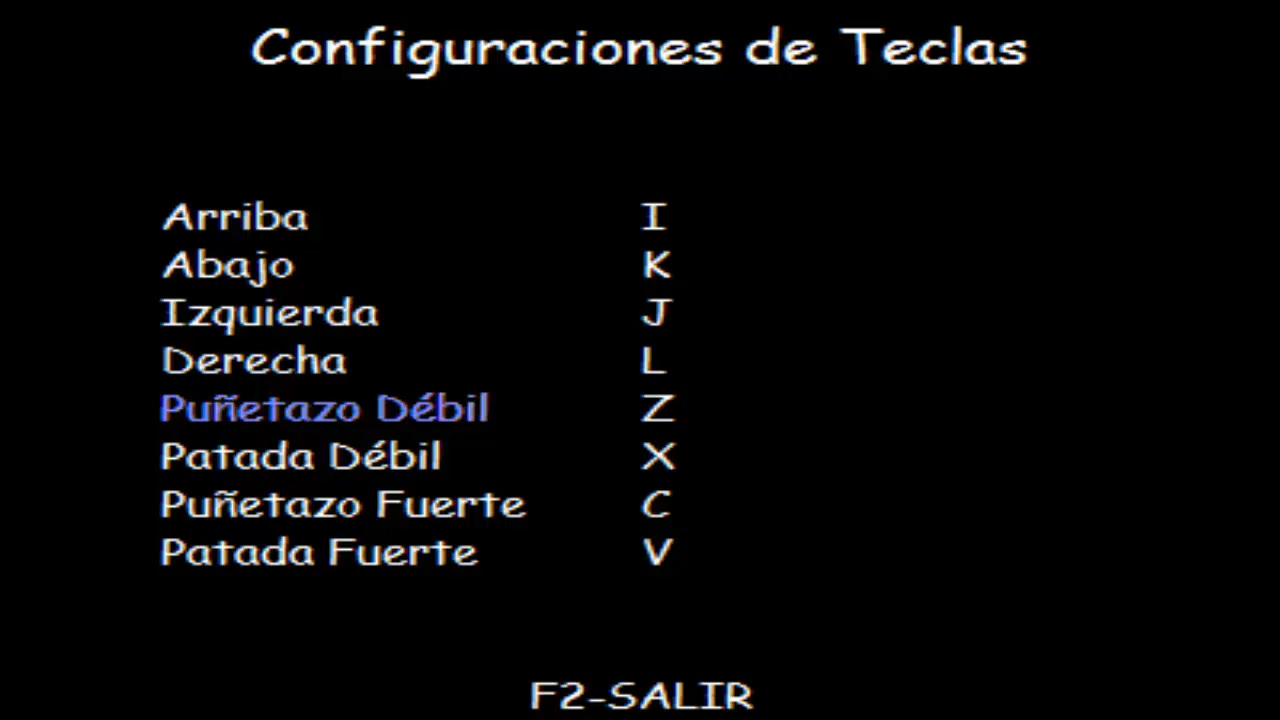 Configuraciones de Teclas
Arriba I
Abajo K
Izquierda J
Derecha L
Puñetazo Débil Z
Patada Débil X
Puñetazo Fuerte C
Patada Fuerte V
F2-SALIR